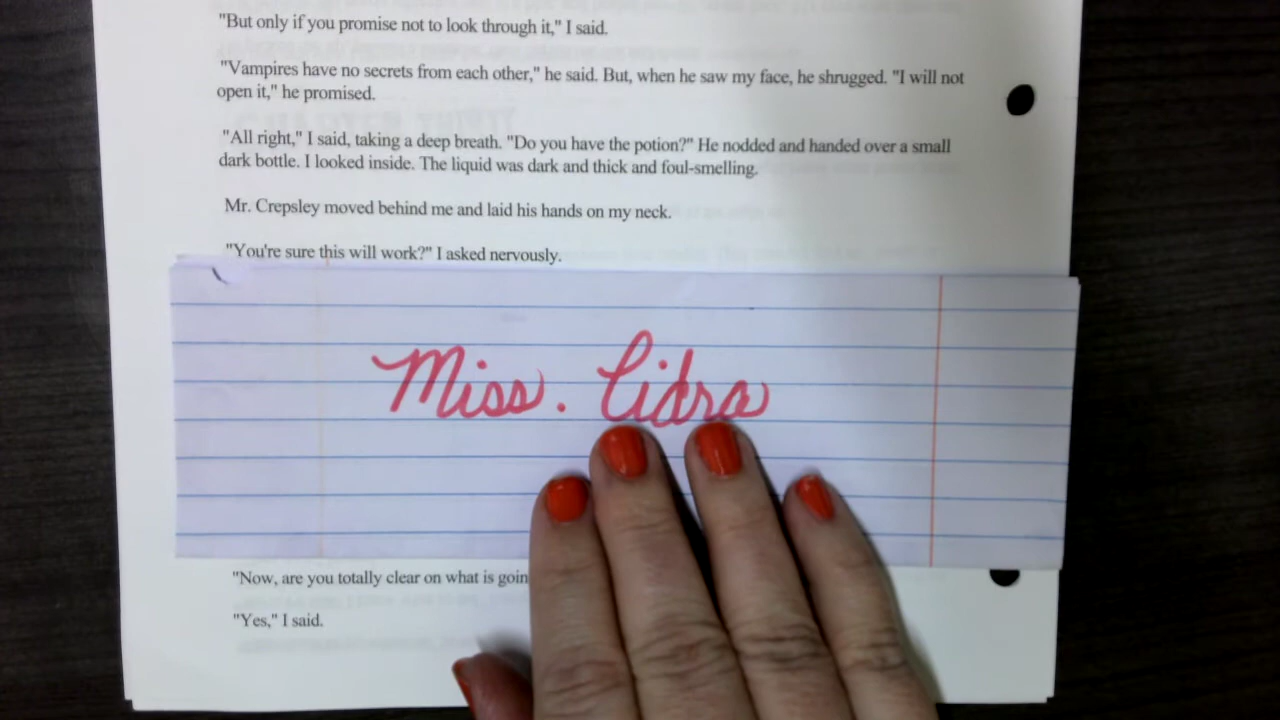 "But only if you promise not to look through it," I said.
"Vampires have no secrets from each other," he said. But, when he saw my face, he shrugged. "I will not
open it," he promised.
"All right," I said, taking a deep breath. "Do you have the potion?" He nodded and handed over a small
dark bottle. I looked inside. The liquid was dark and thick and foul-smelling.
Mr. Crepsley moved behind me and laid his hands on my neck.
"You're sure this will work?" I asked nervously.
Miss. Lidra
"Now, are you totally clear on what is goin
"Yes," I said.